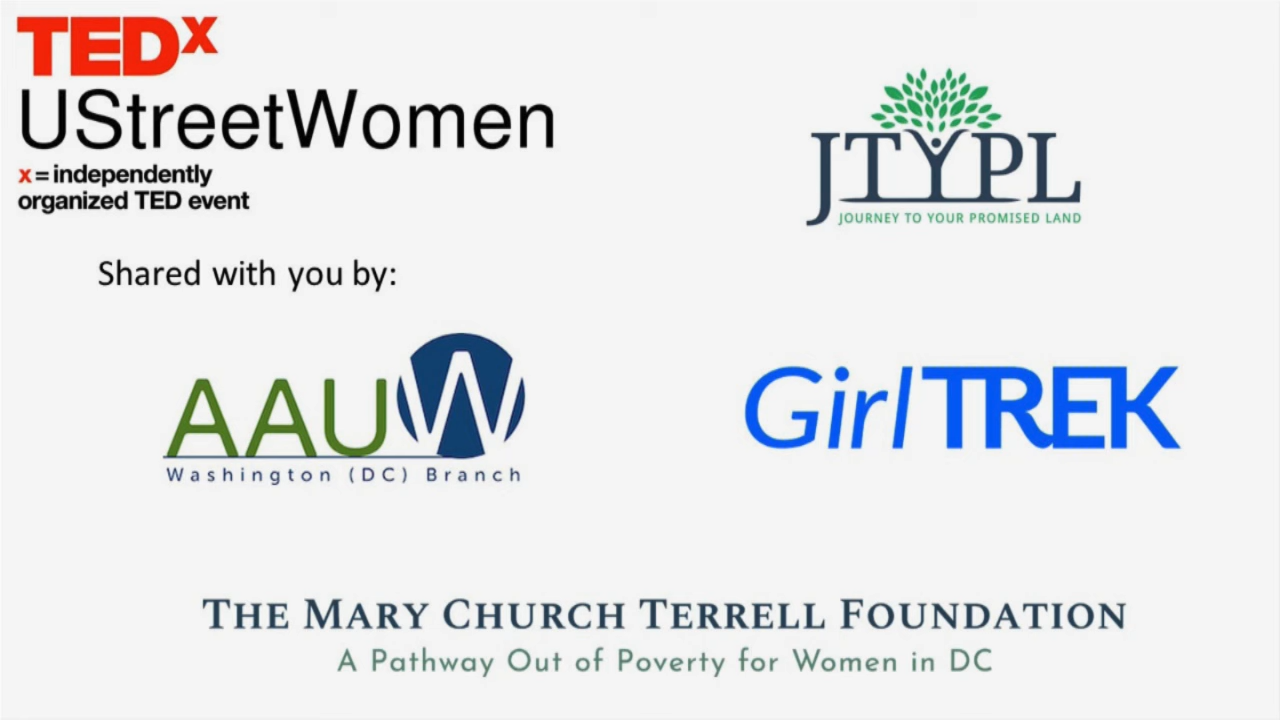 TEDx
UStreetWomen
x = independently
organized TED event
JTYPL
JOURNEY TO YOUR PROMISED LAND
Shared with you by:
AAUW
Washington (DC) Branch
GirlTREK
THE MARY CHURCH TERRELL FOUNDATION
A Pathway Out of Poverty for Women in DC